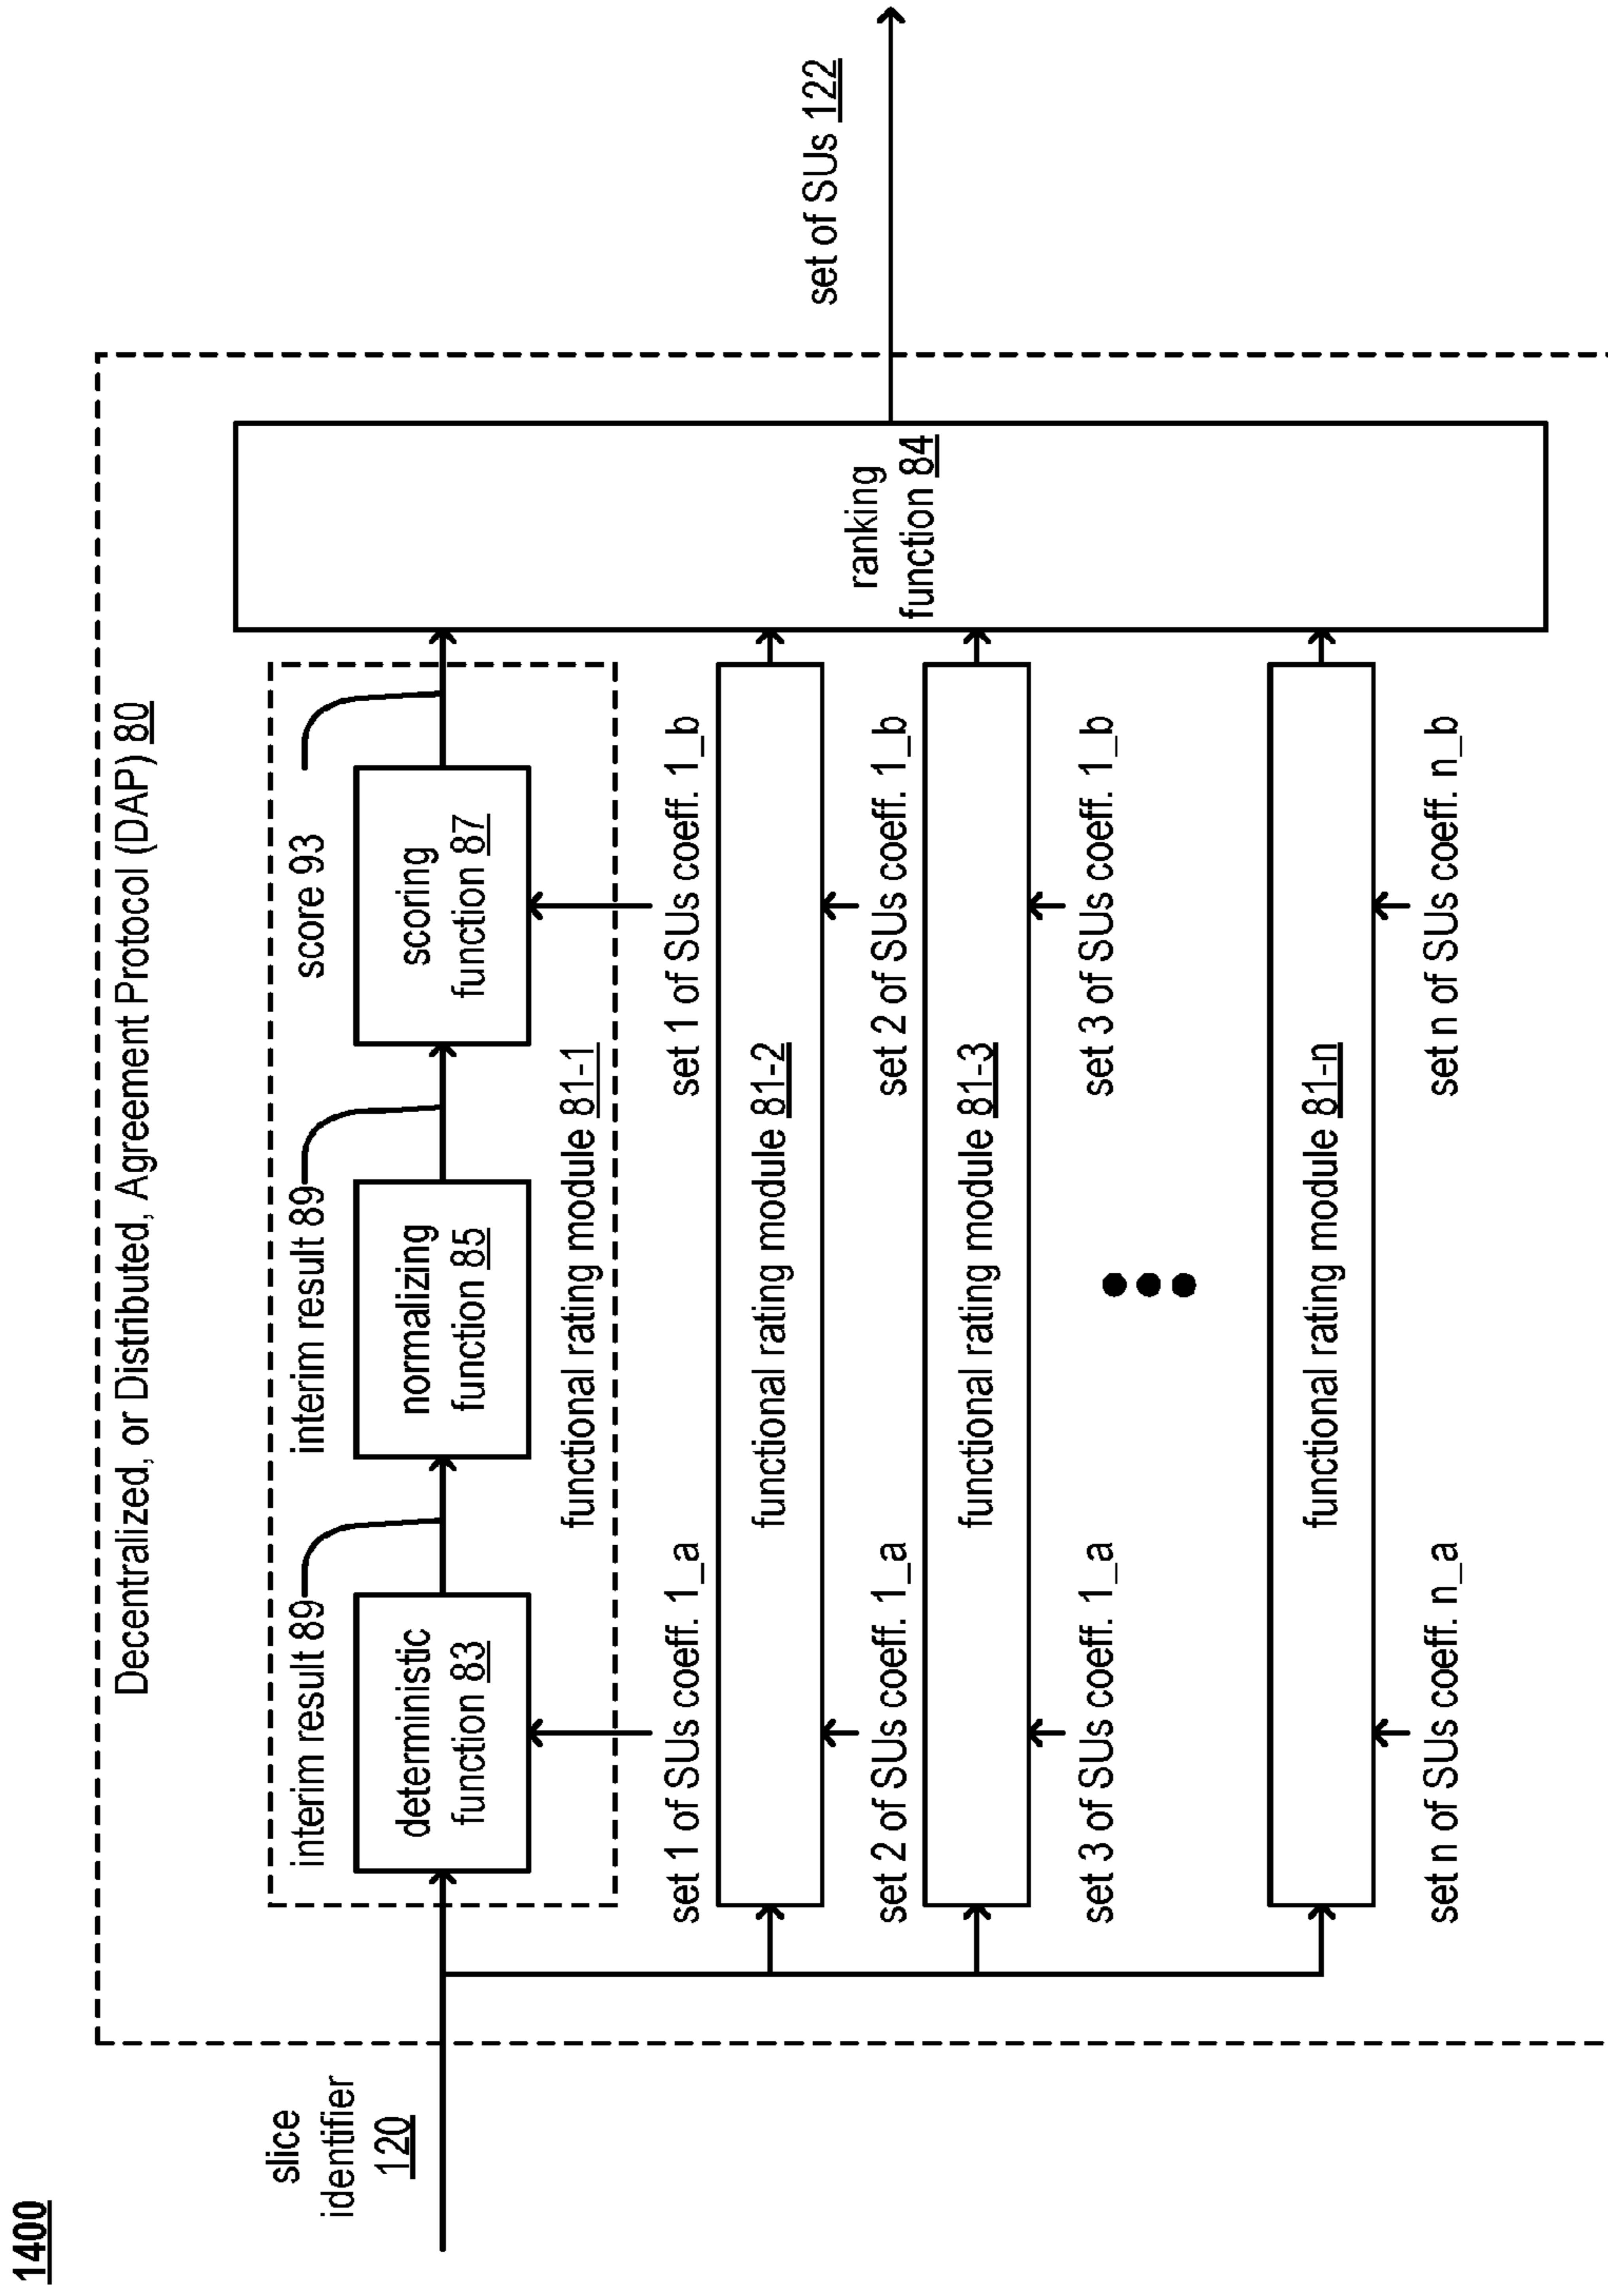 1400
Decentralized, or Distributed, Agreement Protocol (DAP) 80
slice
identifier
120
interim result 89
interim result 89
score 93
deterministic
function 83
normalizing
function 85
scoring
function 87
functional rating module 81-1
set 1 of SUs coeff. 1_a
set 1 of SUs coeff. 1_b
functional rating module 81-2
set 2 of SUs coeff. 1_a
set 2 of SUs coeff. 1_b
functional rating module 81-3
set 3 of SUs coeff. 1_a
set 3 of SUs coeff. 1_b
functional rating module 81-n
set n of SUs coeff. n_a
set n of SUs coeff. n_b
ranking
function 84
set of SUs 122